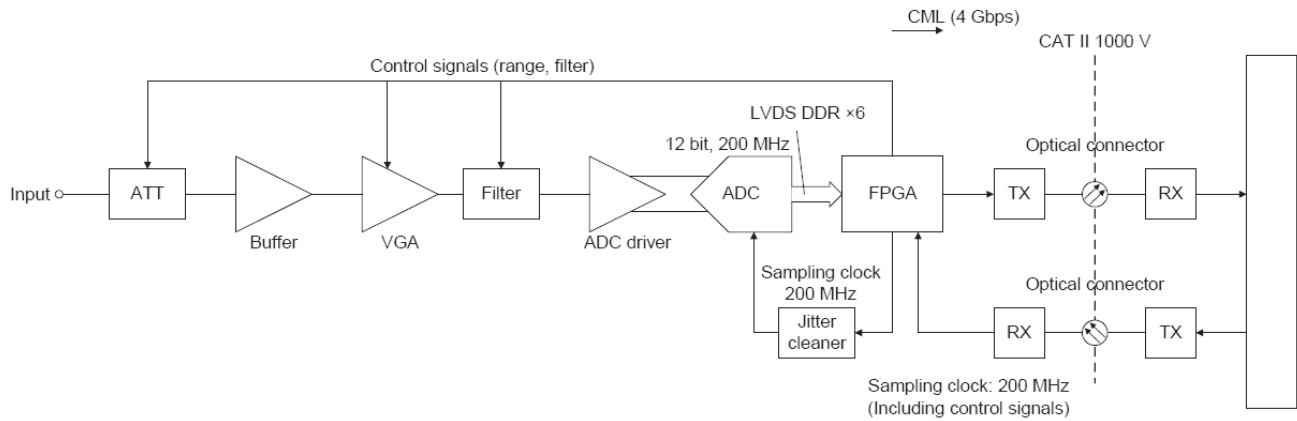 CML (4 Gbps)
CAT II 1000 V
Control signals (range, filter)
LVDS DDR ×6
12 bit, 200 MHz
Optical connector
Input
ATT
Buffer
VGA
Filter
ADC driver
ADC
FPGA
TX
RX
Sampling clock
200 MHz
Jitter
cleaner
Optical connector
RX
TX
Sampling clock: 200 MHz
(Including control signals)